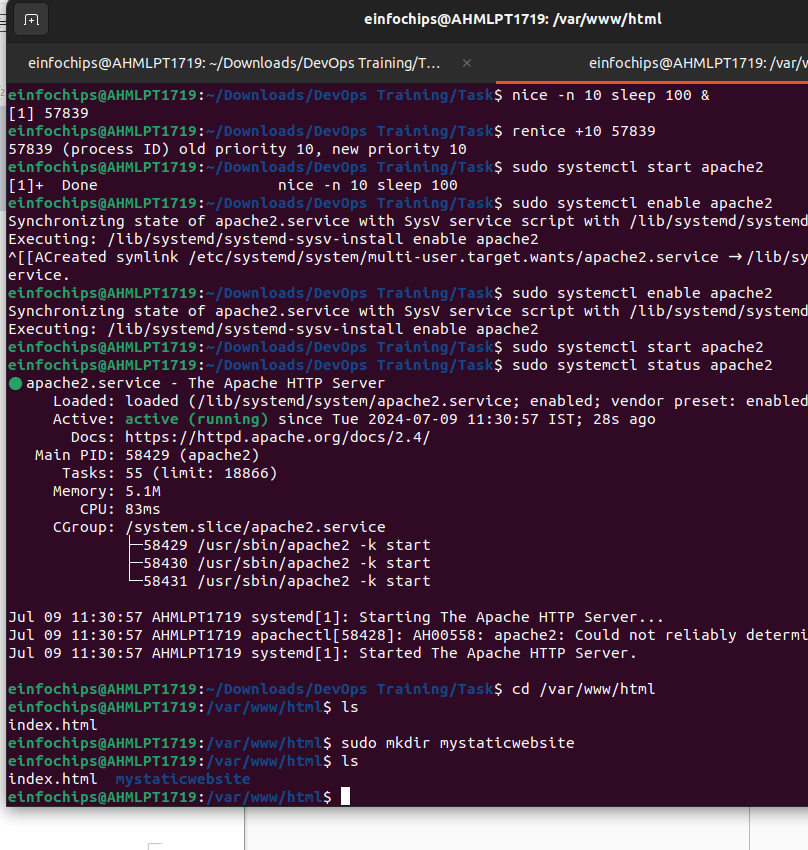 einfochips@AHMLPT1719: /var/www/html
einfochips@AHMLPT1719: ~/Downloads/DevOps Training/T... × einfochips@AHMLPT1719: /var/w
einfochips@AHMLPT1719:~/Downloads/DevOps Training/Task$ nice -n 10 sleep 100 &
[1] 57839
einfochips@AHMLPT1719:~/Downloads/DevOps Training/Task$ renice +10 57839
57839 (process ID) old priority 10, new priority 10
einfochips@AHMLPT1719:~/Downloads/DevOps Training/Task$ sudo systemctl start apache2
[1]+  Done                    nice -n 10 sleep 100
einfochips@AHMLPT1719:~/Downloads/DevOps Training/Task$ sudo systemctl enable apache2
Synchronizing state of apache2.service with SysV service script with /lib/systemd/systemd
Executing: /lib/systemd/systemd-sysv-install enable apache2
^[[ACreated symlink /etc/systemd/system/multi-user.target.wants/apache2.service → /lib/sy
ervice.
einfochips@AHMLPT1719:~/Downloads/DevOps Training/Task$ sudo systemctl enable apache2
Synchronizing state of apache2.service with SysV service script with /lib/systemd/systemd
Executing: /lib/systemd/systemd-sysv-install enable apache2
einfochips@AHMLPT1719:~/Downloads/DevOps Training/Task$ sudo systemctl start apache2
einfochips@AHMLPT1719:~/Downloads/DevOps Training/Task$ sudo systemctl status apache2
● apache2.service - The Apache HTTP Server
     Loaded: loaded (/lib/systemd/system/apache2.service; enabled; vendor preset: enabled
     Active: active (running) since Tue 2024-07-09 11:30:57 IST; 28s ago
       Docs: https://httpd.apache.org/docs/2.4/
   Main PID: 58429 (apache2)
      Tasks: 55 (limit: 18866)
     Memory: 5.1M
        CPU: 83ms
     CGroup: /system.slice/apache2.service
             ├─58429 /usr/sbin/apache2 -k start
             ├─58430 /usr/sbin/apache2 -k start
             └─58431 /usr/sbin/apache2 -k start
Jul 09 11:30:57 AHMLPT1719 systemd[1]: Starting The Apache HTTP Server...
Jul 09 11:30:57 AHMLPT1719 apachectl[58428]: AH00558: apache2: Could not reliably determi
Jul 09 11:30:57 AHMLPT1719 systemd[1]: Started The Apache HTTP Server.
einfochips@AHMLPT1719:~/Downloads/DevOps Training/Task$ cd /var/www/html
einfochips@AHMLPT1719:/var/www/html$ ls
index.html
einfochips@AHMLPT1719:/var/www/html$ sudo mkdir mystaticwebsite
einfochips@AHMLPT1719:/var/www/html$ ls
index.html  mystaticwebsite
einfochips@AHMLPT1719:/var/www/html$